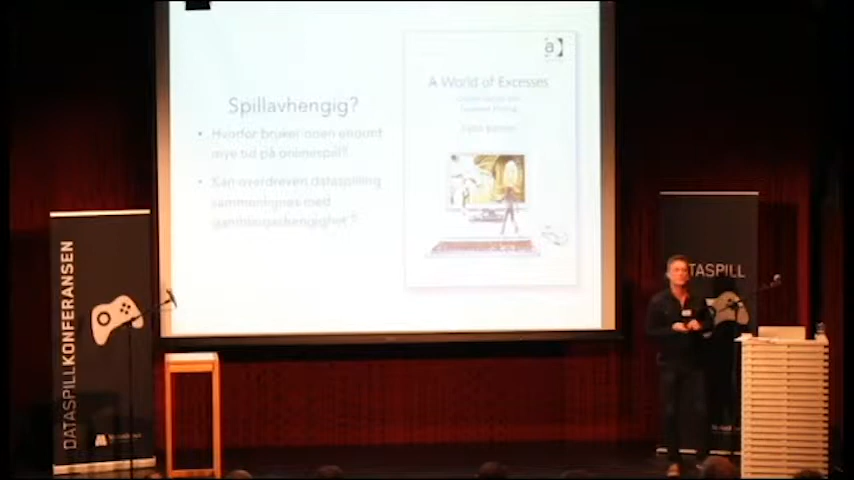 a
A World of Excesses
Spillavhengig?
• Hvorfor bruker noen enormt
mye tid på onlinespill?
• Kan overdreven dataspilling
sammenlignes med
gamblingavhengighet?
DATASPILLKONFERANSEN
DATASPILL